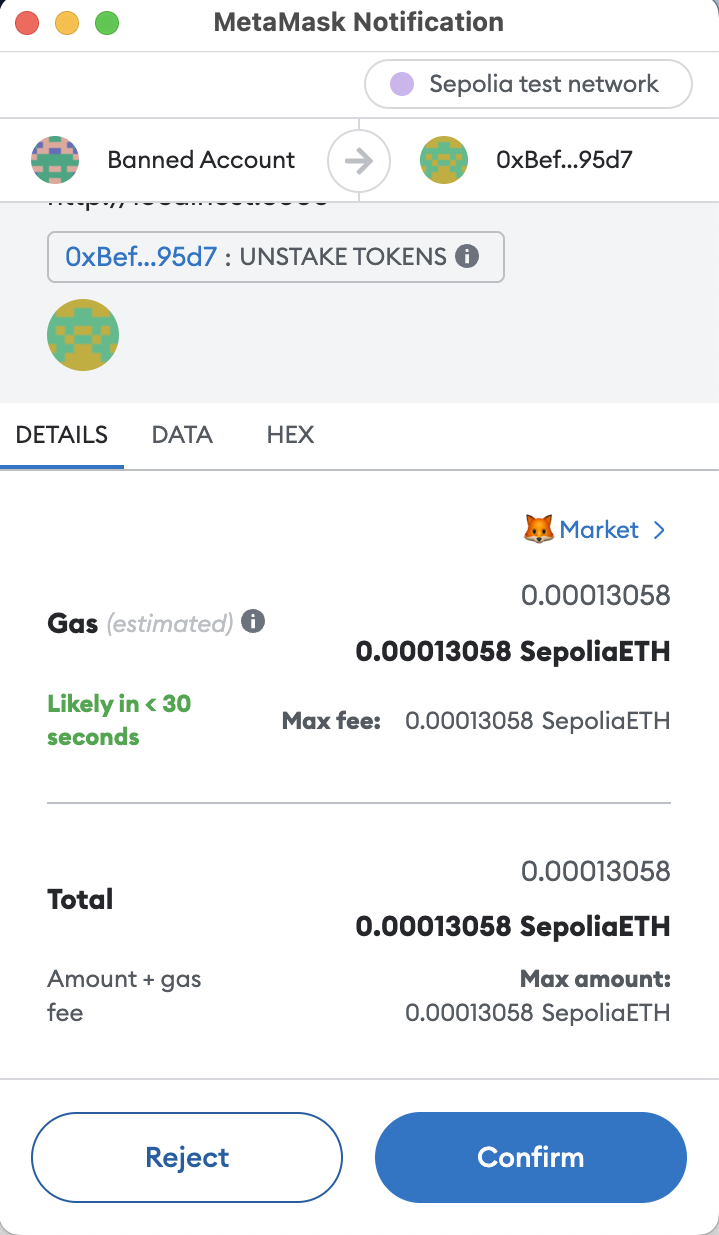 MetaMask Notification
Sepolia test network
Banned Account
0xBef...95d7
0xBef...95d7 : UNSTAKE TOKENS
DETAILS
DATA
HEX
Market
0.00013058
Gas (estimated)
0.00013058 SepoliaETH
Likely in < 30
seconds
Max fee: 0.00013058 SepoliaETH
0.00013058
Total
0.00013058 SepoliaETH
Amount + gas
fee
Max amount:
0.00013058 SepoliaETH
Reject
Confirm